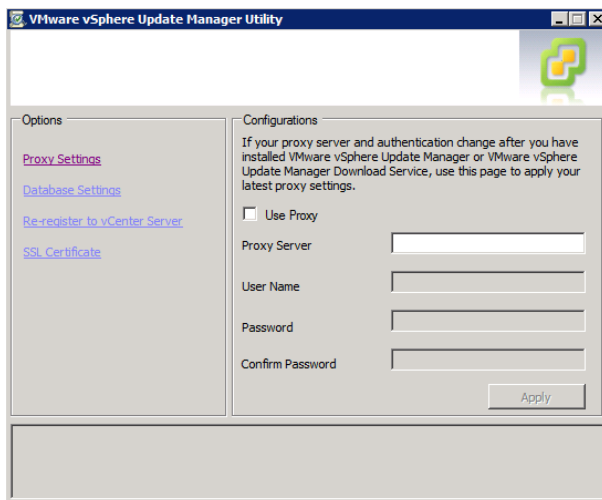 VMware vSphere Update Manager Utility
Options
Proxy Settings
Database Settings
Re-register to vCenter Server
SSL Certificate
Configurations
If your proxy server and authentication change after you have
installed VMware vSphere Update Manager or VMware vSphere
Update Manager Download Service, use this page to apply your
latest proxy settings.
Use Proxy
Proxy Server
User Name
Password
Confirm Password
Apply